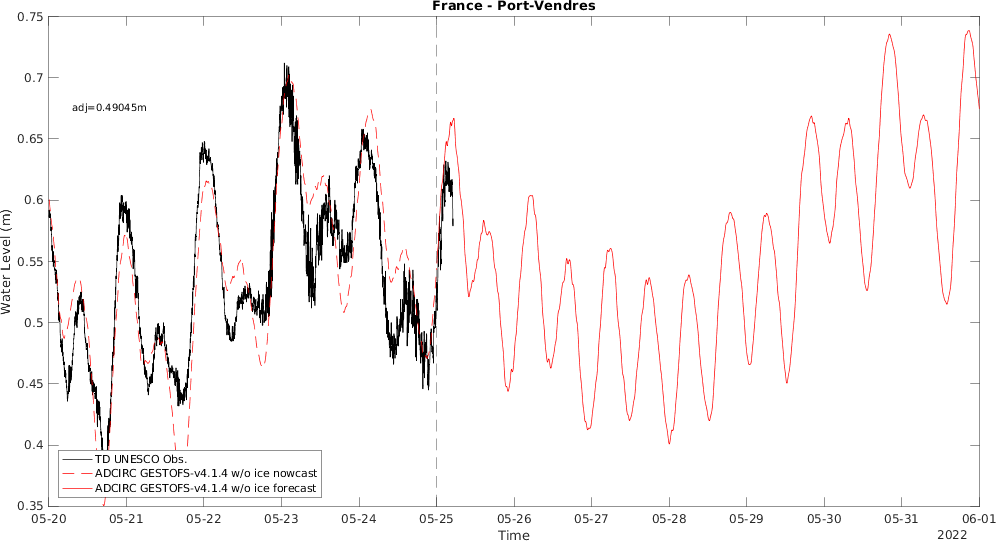 France - Port-Vendres
0.75
0.7
0.65
0.6
0.55
0.5
0.45
0.4
0.35
Water Level (m)
adj=0.49045m
TD UNESCO Obs.
ADCIRC GESTOFS-v4.1.4 w/o ice nowcast
ADCIRC GESTOFS-v4.1.4 w/o ice forecast
05-20 05-21 05-22 05-23 05-24 05-25 05-26 05-27 05-28 05-29 05-30 05-31 06-01
Time
2022